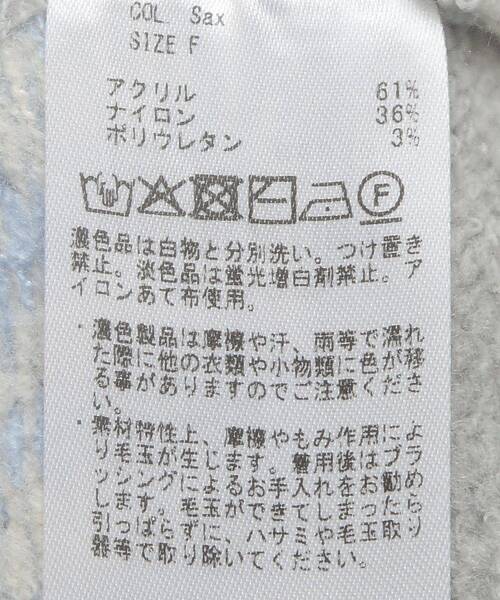 COL. Sax
SIZE F
アクリル 61%
ナイロン 36%
ポリウレタン 3%
F
濃色品は白物と分別洗い。つけ置き
禁止。淡色品は蛍光増白剤禁止。ア
イロンあて布使用。
・濃色製品は摩擦や汗、雨等で濡れ
た際に他の衣類や小物類に色が移
る事がありますのでご注意くださ
い。
・素材特性上、摩擦やもみ作用によ
り毛玉が生じます。着用後はブラ
ッシングによるお手入れをお勧め
します。毛玉ができてしまったら
引っぱらずに、ハサミや毛玉取り
器等で取り除いてください。